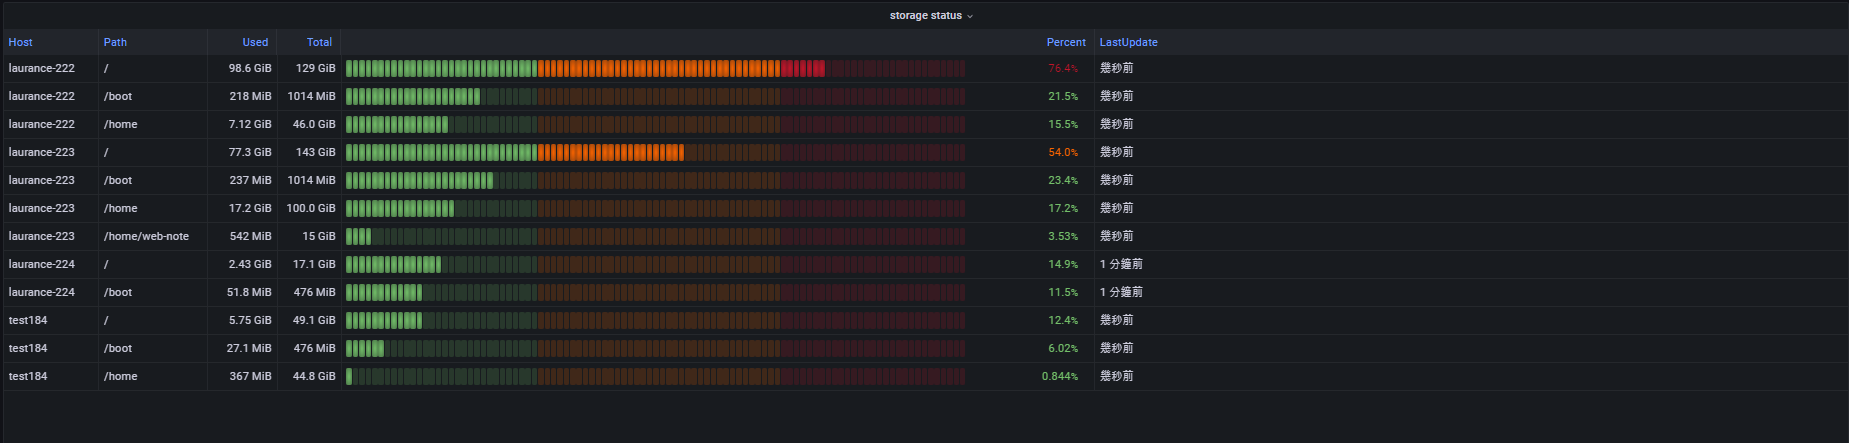 storage status
Host Path Used Total Percent LastUpdate
laurance-222 / 98.6 GiB 129 GiB 76.4% 幾秒前
laurance-222 /boot 218 MiB 1014 MiB 21.5% 幾秒前
laurance-222 /home 7.12 GiB 46.0 GiB 15.5% 幾秒前
laurance-223 / 77.3 GiB 143 GiB 54.0% 幾秒前
laurance-223 /boot 237 MiB 1014 MiB 23.4% 幾秒前
laurance-223 /home 17.2 GiB 100.0 GiB 17.2% 幾秒前
laurance-223 /home/web-note 542 MiB 15 GiB 3.53% 幾秒前
laurance-224 / 2.43 GiB 17.1 GiB 14.9% 1 分鐘前
laurance-224 /boot 51.8 MiB 476 MiB 11.5% 1 分鐘前
test184 / 5.75 GiB 49.1 GiB 12.4% 幾秒前
test184 /boot 27.1 MiB 476 MiB 6.02% 幾秒前
test184 /home 367 MiB 44.8 GiB 0.844% 幾秒前